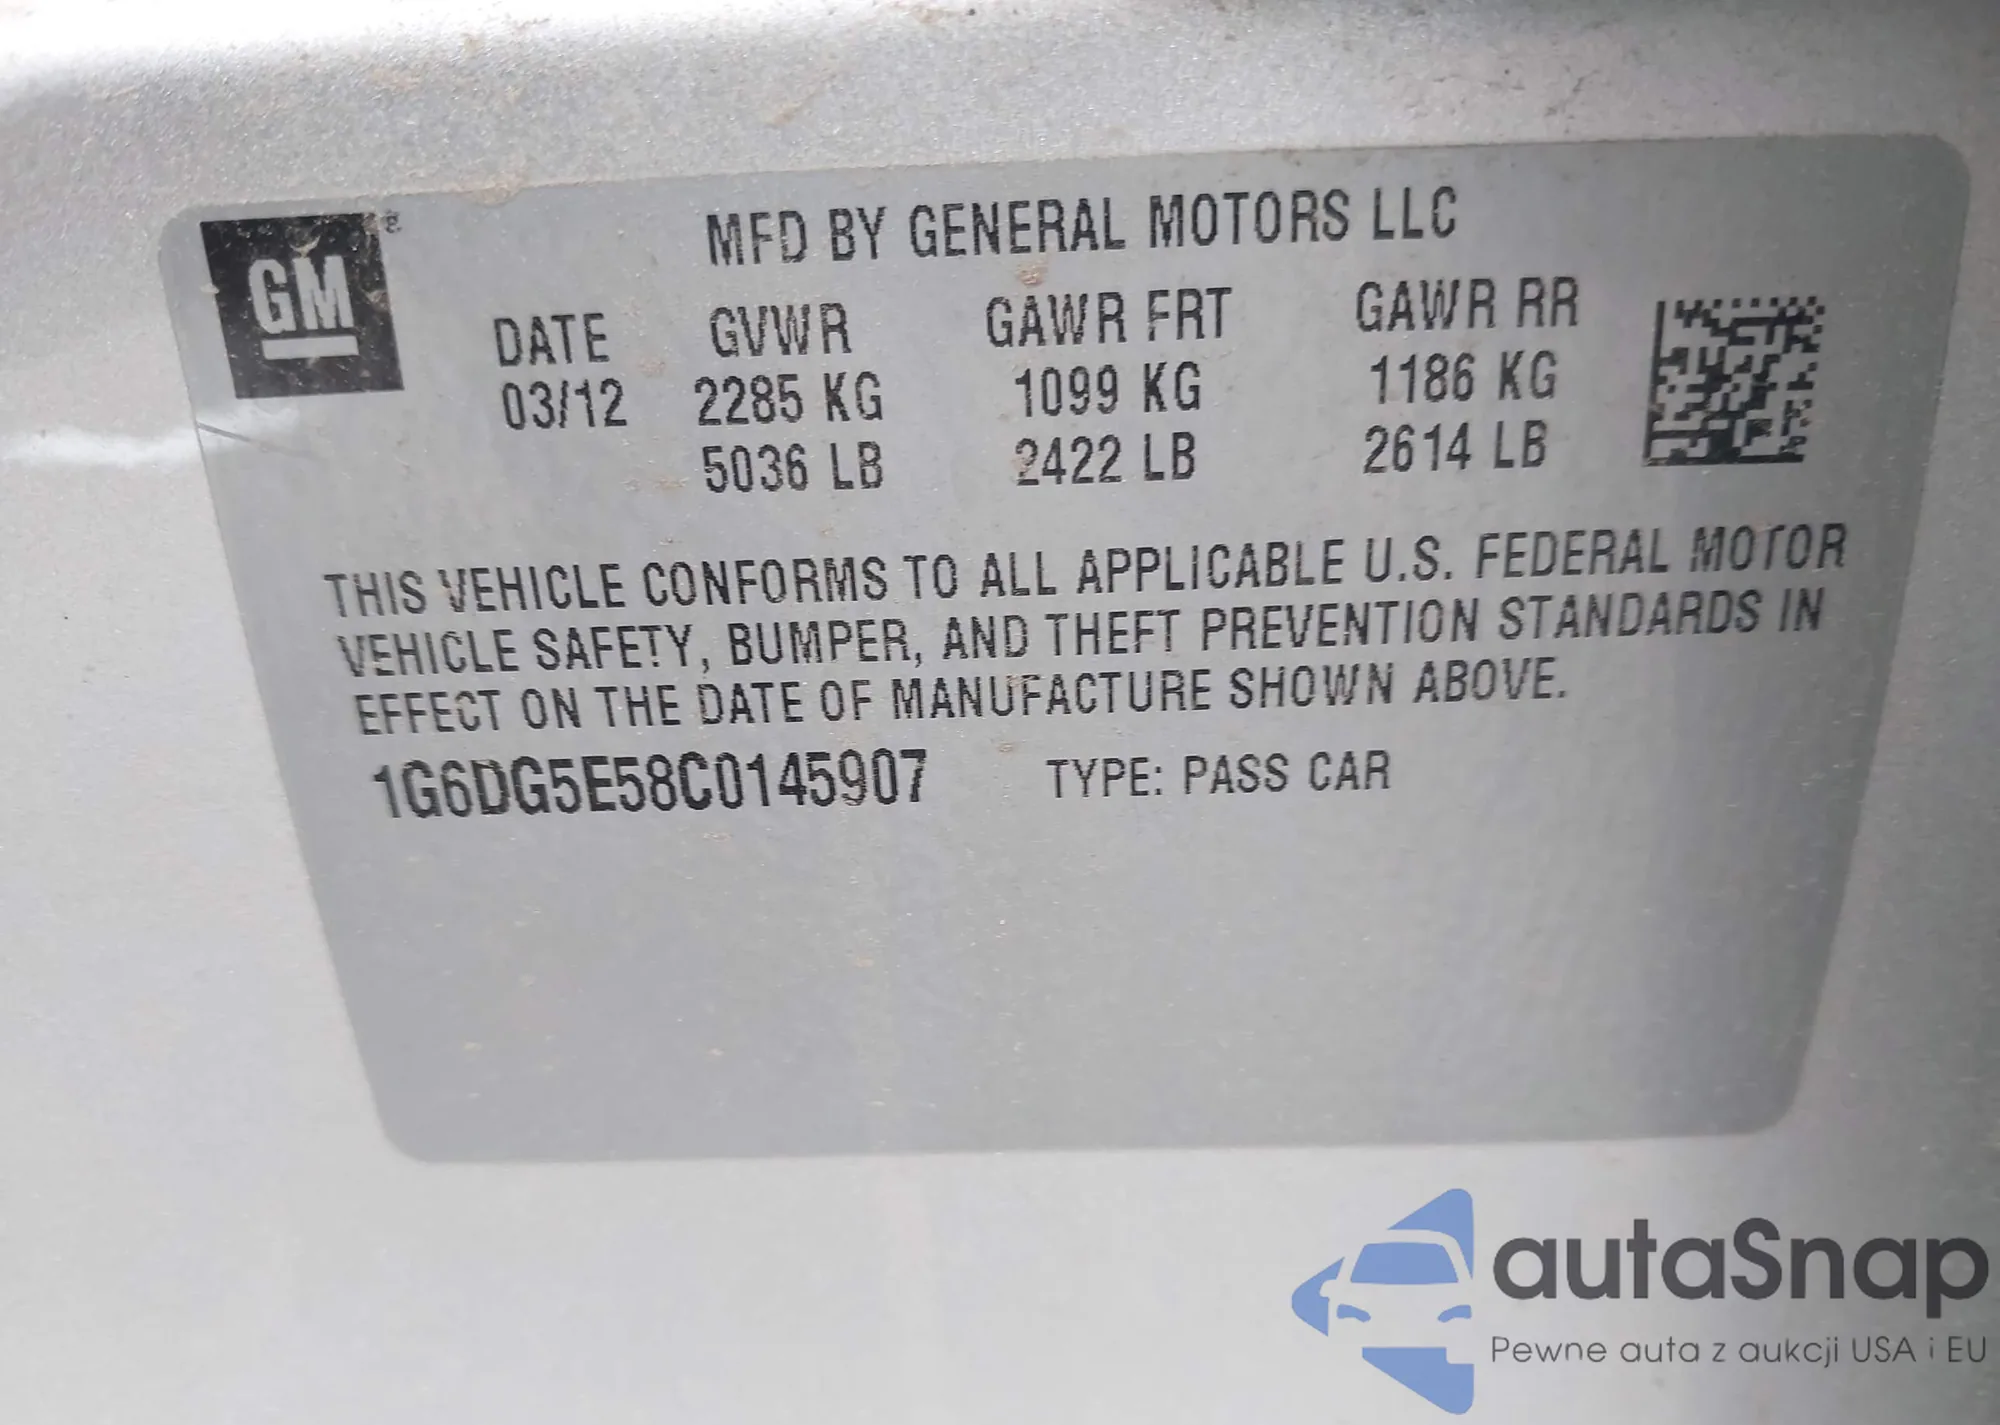 GM
MFD BY GENERAL MOTORS LLC
DATE GVWR GAWR FRT GAWR RR
03/12 2285 KG 1099 KG 1186 KG
5036 LB 2422 LB 2614 LB
THIS VEHICLE CONFORMS TO ALL APPLICABLE U.S. FEDERAL MOTOR
VEHICLE SAFETY, BUMPER, AND THEFT PREVENTION STANDARDS IN
EFFECT ON THE DATE OF MANUFACTURE SHOWN ABOVE.
1G6DG5E58C0145907 TYPE: PASS CAR
autaSnap
Pewne auta z aukcji USA i EU